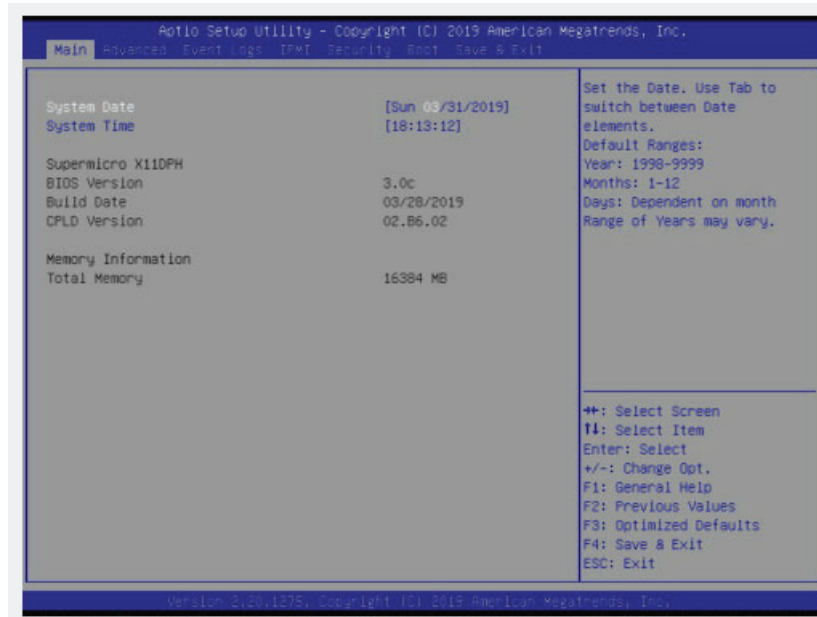 Aptio Setup Utility - Copyright (C) 2019 American Megatrends, Inc.
Main Advanced Event Logs IPMI Security Boot Save & Exit
System Date [Sun 03/31/2019]
System Time [18:13:12]
Supermicro X11DPH
BIOS Version 3.0c
Build Date 03/28/2019
CPLD Version 02.B6.02
Memory Information
Total Memory 16384 MB
Set the Date. Use Tab to
switch between Date
elements.
Default Ranges:
Year: 1998-9999
Months: 1-12
Days: Dependent on month
Range of Years may vary.
→←: Select Screen
↑↓: Select Item
Enter: Select
+/-: Change Opt.
F1: General Help
F2: Previous Values
F3: Optimized Defaults
F4: Save & Exit
ESC: Exit
Version 2.20.1275. Copyright (C) 2019 American Megatrends, Inc.